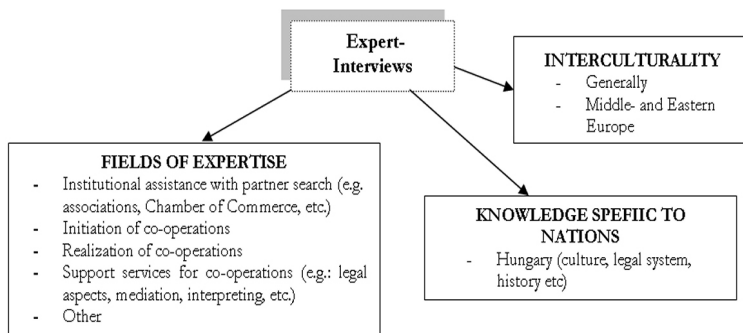 Expert-
Interviews
INTERCULTURALITY
- Generally
- Middle- and Eastern
Europe
FIELDS OF EXPERTISE
- Institutional assistance with partner search (e.g.
associations, Chamber of Commerce, etc.)
- Initiation of co-operations
- Realization of co-operations
- Support services for co-operations (e.g.: legal
aspects, mediation, interpreting, etc.)
- Other
KNOWLEDGE SPEFIIC TO
NATIONS
- Hungary (culture, legal system,
history etc)